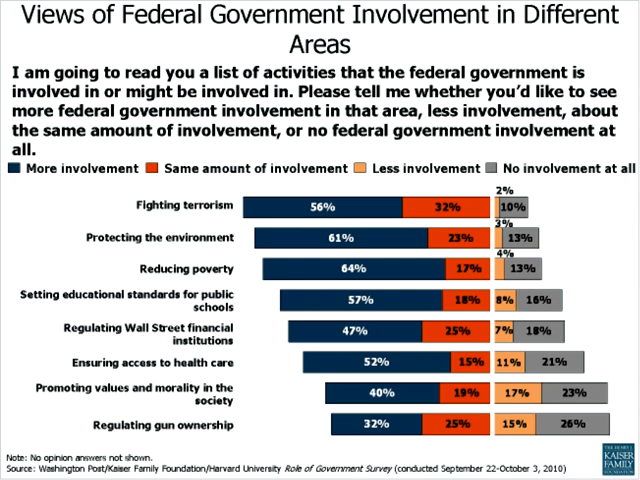 Views of Federal Government Involvement in Different
Areas
I am going to read you a list of activities that the federal government is
involved in or might be involved in. Please tell me whether you'd like to see
more federal government involvement in that area, less involvement, about
the same amount of involvement, or no federal government involvement at
all.
More involvement Same amount of involvement Less involvement No involvement at all
2%
Fighting terrorism 56% 32% 10%
3%
Protecting the environment 61% 23% 13%
4%
Reducing poverty 64% 17% 13%
Setting educational standards for public
schools 57% 18% 8% 16%
Regulating Wall Street financial
institutions 47% 25% 7% 18%
Ensuring access to health care 52% 15% 11% 21%
Promoting values and morality in the
society 40% 19% 17% 23%
Regulating gun ownership 32% 25% 15% 26%
Note: No opinion answers not shown.
Source: Washington Post/Kaiser Family Foundation/Harvard University Role of Government Survey (conducted September 22-October 3, 2010)
THE HENRY J.
KAISER
FAMILY
FOUNDATION